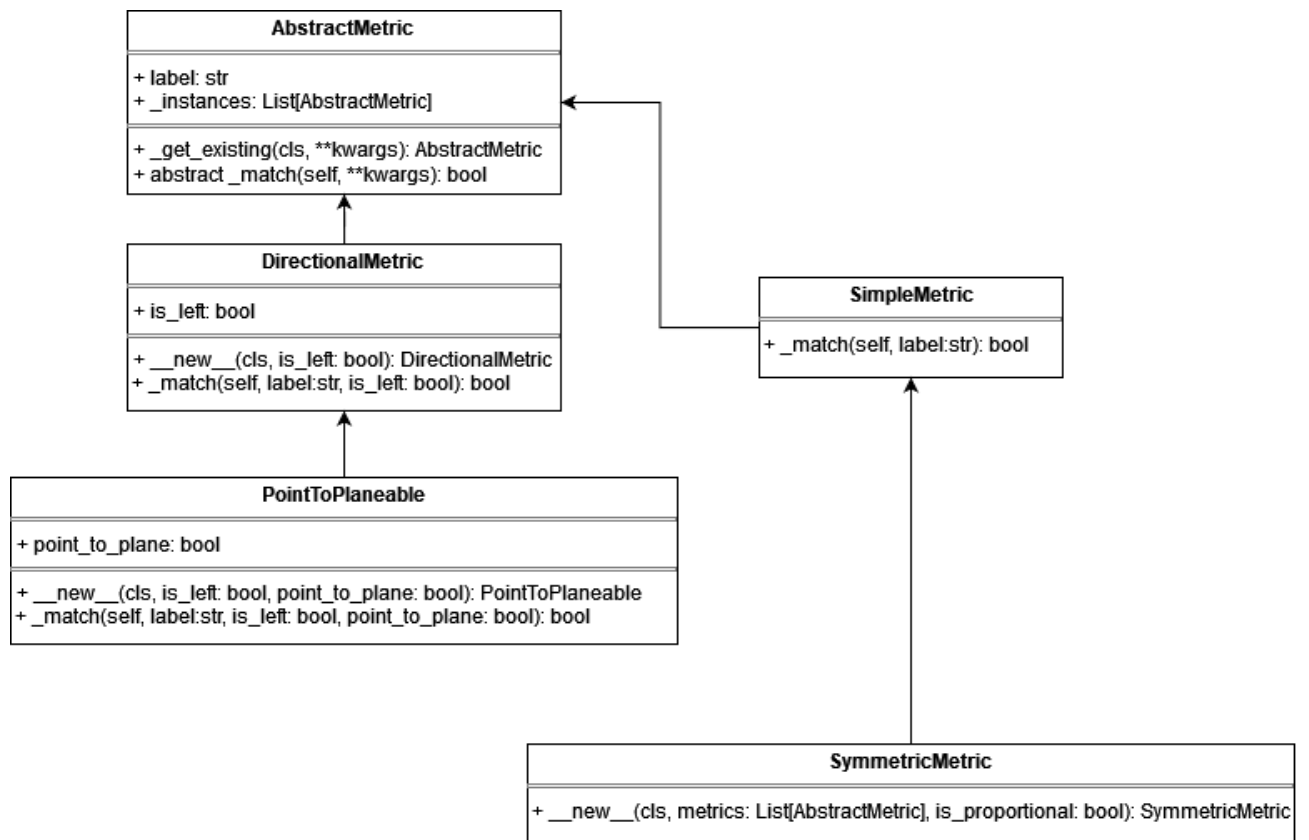 AbstractMetric
+ label: str
+ _instances: List[AbstractMetric]
+ _get_existing(cls, **kwargs): AbstractMetric
+ abstract _match(self, **kwargs): bool
DirectionalMetric
+ is_left: bool
+ __new__(cls, is_left: bool): DirectionalMetric
+ _match(self, label:str, is_left: bool): bool
SimpleMetric
+ _match(self, label:str): bool
PointToPlaneable
+ point_to_plane: bool
+ __new__(cls, is_left: bool, point_to_plane: bool): PointToPlaneable
+ _match(self, label:str, is_left: bool, point_to_plane: bool): bool
SymmetricMetric
+ __new__(cls, metrics: List[AbstractMetric], is_proportional: bool): SymmetricMetric